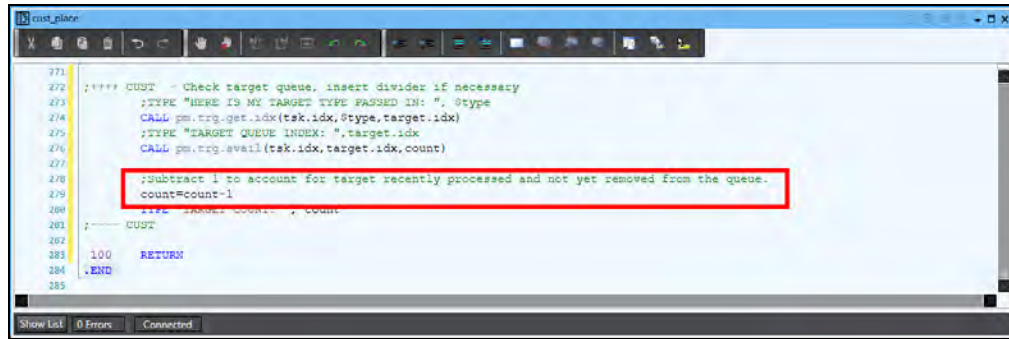 cust_place
271
272 ;++++ CUST - Check target queue, insert divider if necessary
273 ;TYPE "HERE IS MY TARGET TYPE PASSED IN: ", $type
274 CALL pm.trg.get.idx(tsk.idx,$type,target.idx)
275 ;TYPE "TARGET QUEUE INDEX: ",target.idx
276 CALL pm.trg.avail(tsk.idx,target.idx,count)
277
278 ;Subtract 1 to account for target recently processed and not yet removed from the queue.
279 count=count-1
280 TYPE "TARGET COUNT: ", count
281 ;---- CUST
282
283 100 RETURN
284 .END
285
Show List 0 Errors Connected